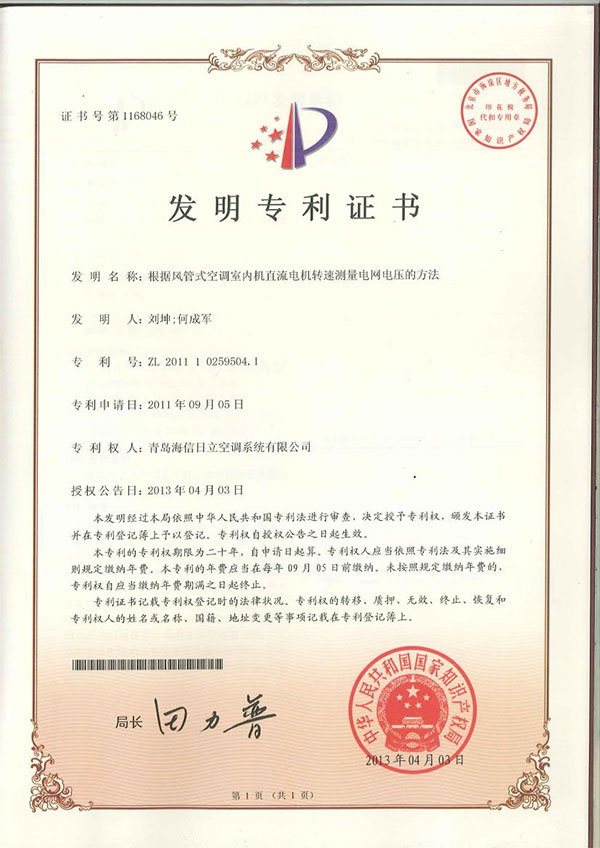 证书号第1168046号
北京市海淀区地方税务局
印花税
代扣专用章
国家知识产权局
发明专利证书
发明名称:根据风管式空调室内机直流电机转速测量电网电压的方法
发明人:刘坤;何成军
专利号:ZL 2011 1 0259504.1
专利申请日:2011年09月05日
专利权人:青岛海信日立空调系统有限公司
授权公告日:2013年04月03日
本发明经过本局依照中华人民共和国专利法进行审查,决定授予专利权,颁发本证书
并在专利登记簿上予以登记。专利权自授权公告之日起生效。
本专利的专利权期限为二十年,自申请日起算。专利权人应当依照专利法及其实施细
则规定缴纳年费。本专利的年费应当在每年09月05日前缴纳。未按照规定缴纳年费的,
专利权自应当缴纳年费期满之日起终止。
专利证书记载专利权登记时的法律状况。专利权的转移、质押、无效、终止、恢复和
专利权人的姓名或名称、国籍、地址变更等事项记载在专利登记簿上。
局长 田力普
中华人民共和国国家知识产权局
2013年04月03日
第1页(共1页)